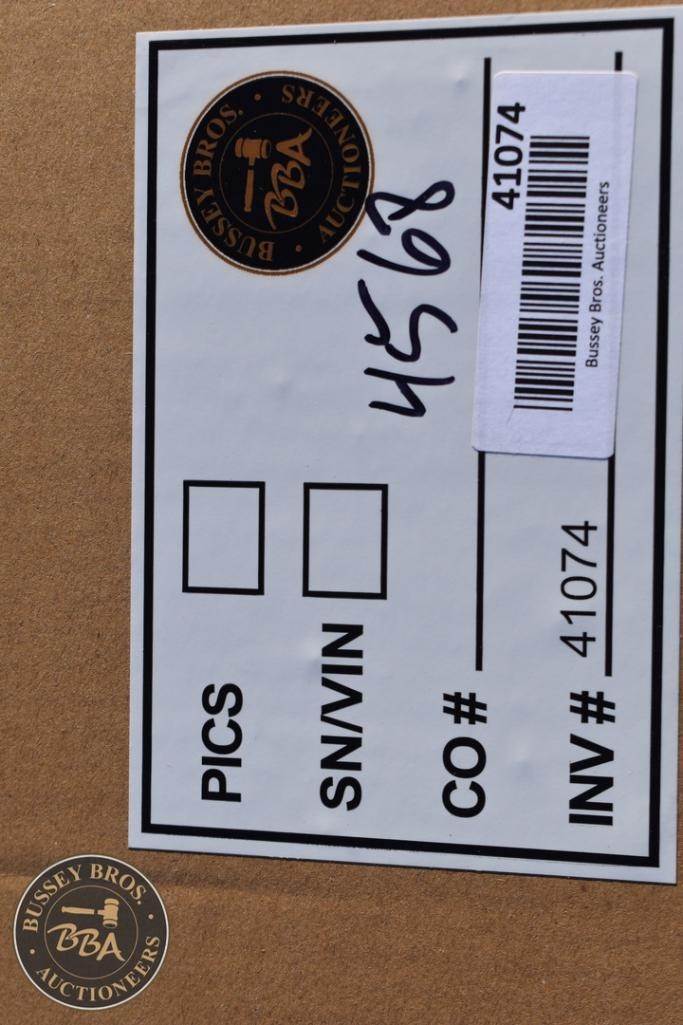 PICS
BUSSEY BROS.
BBA
AUCTIONEERS
SN/VIN
4568
CO #
41074
Bussey Bros. Auctioneers
INV # 41074
BUSSEY BROS.
BBA
AUCTIONEERS